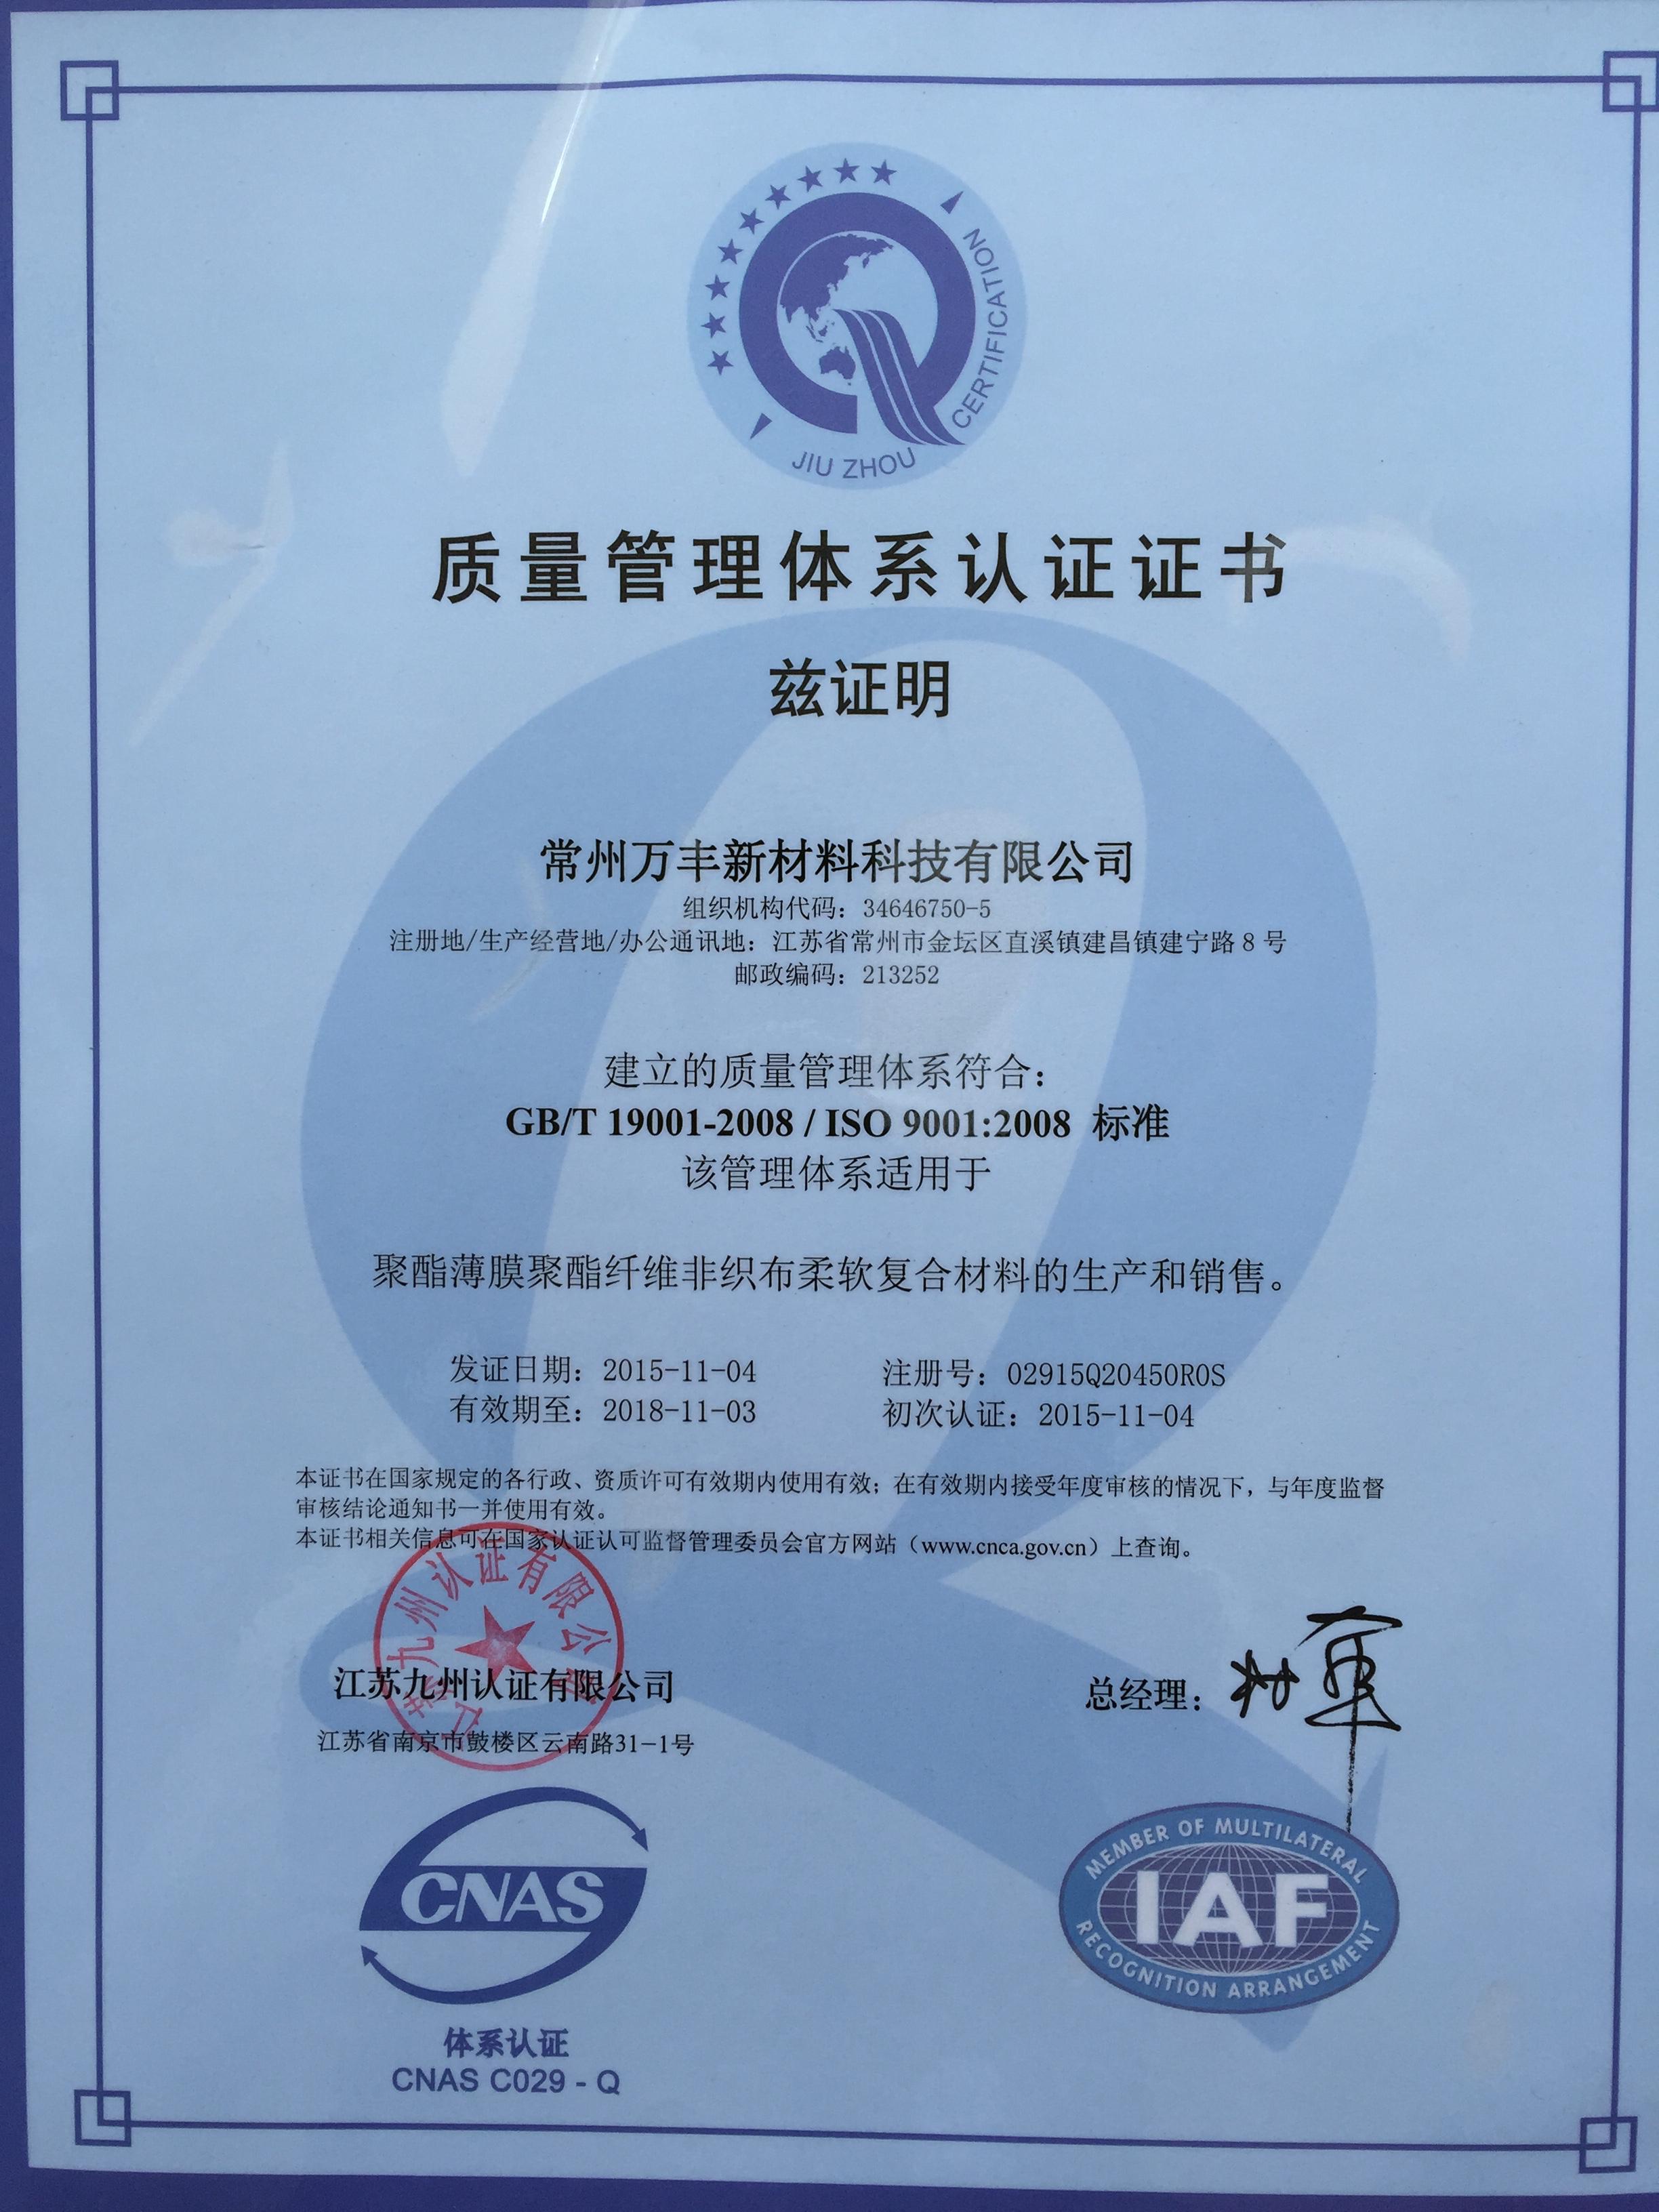 JIU ZHOU CERTIFICATION
质量管理体系认证证书
兹证明
常州万丰新材料科技有限公司
组织机构代码：34646750-5
注册地/生产经营地/办公通讯地：江苏省常州市金坛区直溪镇建昌镇建宁路 8 号
邮政编码：213252
建立的质量管理体系符合：
GB/T 19001-2008 / ISO 9001:2008 标准
该管理体系适用于
聚酯薄膜聚酯纤维非织布柔软复合材料的生产和销售。
发证日期：2015-11-04
注册号：02915Q20450R0S
有效期至：2018-11-03
初次认证：2015-11-04
本证书在国家规定的各行政、资质许可有效期内使用有效；在有效期内接受年度审核的情况下，与年度监督
审核结论通知书一并使用有效。
本证书相关信息可在国家认证认可监督管理委员会官方网站（www.cnca.gov.cn）上查询。
江苏九州认证有限公司
江苏九州认证有限公司
总经理：
江苏省南京市鼓楼区云南路31-1号
CNAS
MEMBER OF MULTILATERAL
IAF
RECOGNITION ARRANGEMENT
体系认证
CNAS C029 - Q